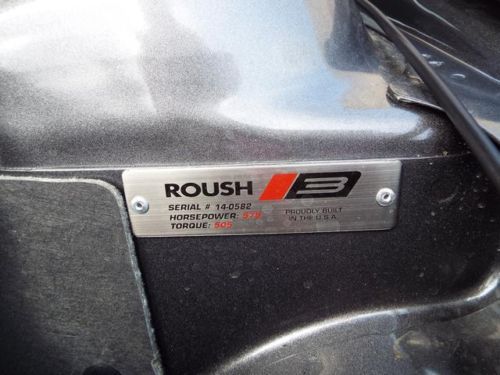 ROUSH 3
SERIAL # 14-0582
HORSEPOWER: 575
TORQUE: 505
PROUDLY BUILT
IN THE U.S.A.